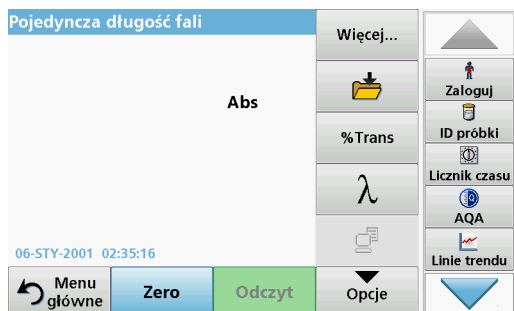 Pojedyncza długość fali
Abs
06-STY-2001 02:35:16
Menu
główne
Zero
Odczyt
Więcej...
%Trans
λ
Opcje
Zaloguj
ID próbki
Licznik czasu
AQA
Linie trendu